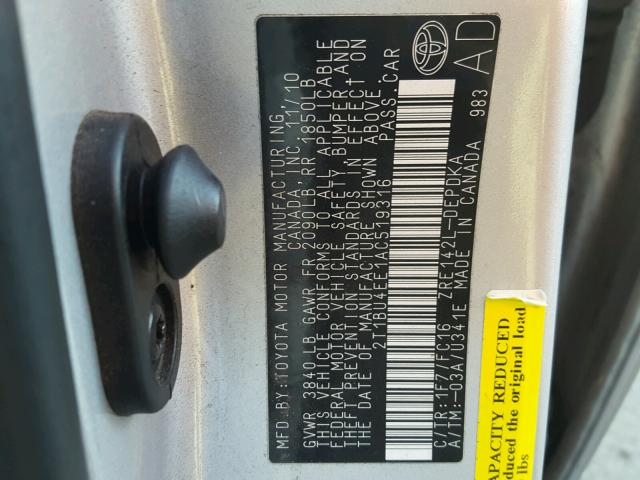 MFD.BY:TOYOTA MOTOR MANUFACTURING,
CANADA, INC. 11/10
GVWR 3840LB GAWR FR 2090LB RR 1850LB
THIS VEHICLE CONFORMS TO ALL APPLICABLE
FEDERAL MOTOR VEHICLE SAFETY, BUMPER, AND
THEFT PREVENTION STANDARDS IN EFFECT ON
THE DATE OF MANUFACTURE SHOWN ABOVE.
2T1BU4EE1AC519316 PASS.CAR
C/TR:1F7/FC16 ZRE142L-DEPDKA
A/TM:-03A/U341E MADE IN CANADA 983
AD
CAPACITY REDUCED
duced the original load
lbs